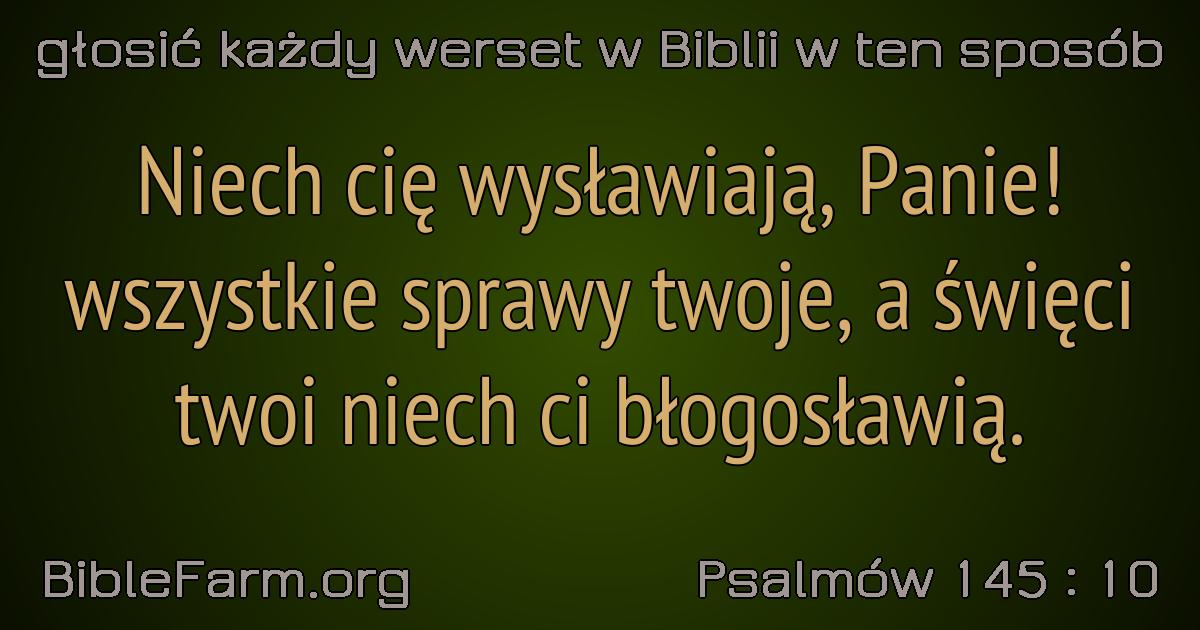 głosić każdy werset w Biblii w ten sposób
Niech cię wysławiają, Panie!
wszystkie sprawy twoje, a święci
twoi niech ci błogosławią.
BibleFarm.org
Psalmów 145 : 10